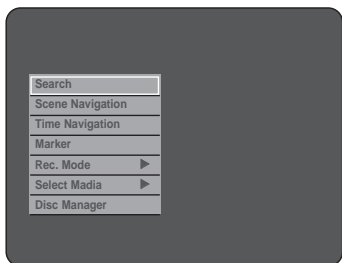 Search
Scene Navigation
Time Navigation
Marker
Rec. Mode ▶
Select Madia ▶
Disc Manager